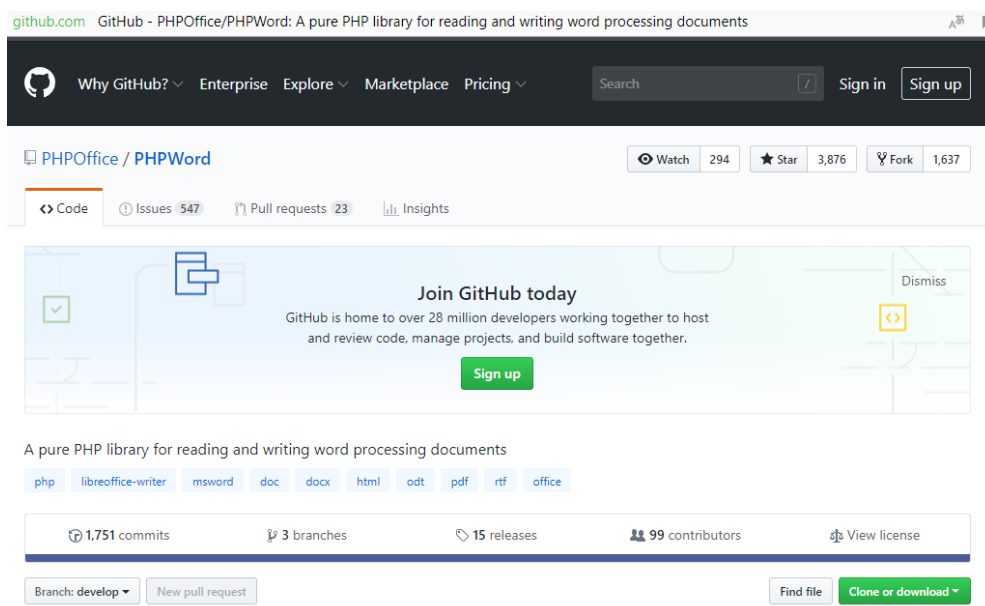 github.com GitHub - PHPOffice/PHPWord: A pure PHP library for reading and writing word processing documents
Why GitHub? Enterprise Explore Marketplace Pricing Search / Sign in Sign up
PHPOffice / PHPWord Watch 294 Star 3,876 Fork 1,637
Code Issues 547 Pull requests 23 Insights
Dismiss
Join GitHub today
GitHub is home to over 28 million developers working together to host
and review code, manage projects, and build software together.
Sign up
A pure PHP library for reading and writing word processing documents
php libreoffice-writer msword doc docx html odt pdf rtf office
1,751 commits 3 branches 15 releases 99 contributors View license
Branch: develop New pull request Find file Clone or download